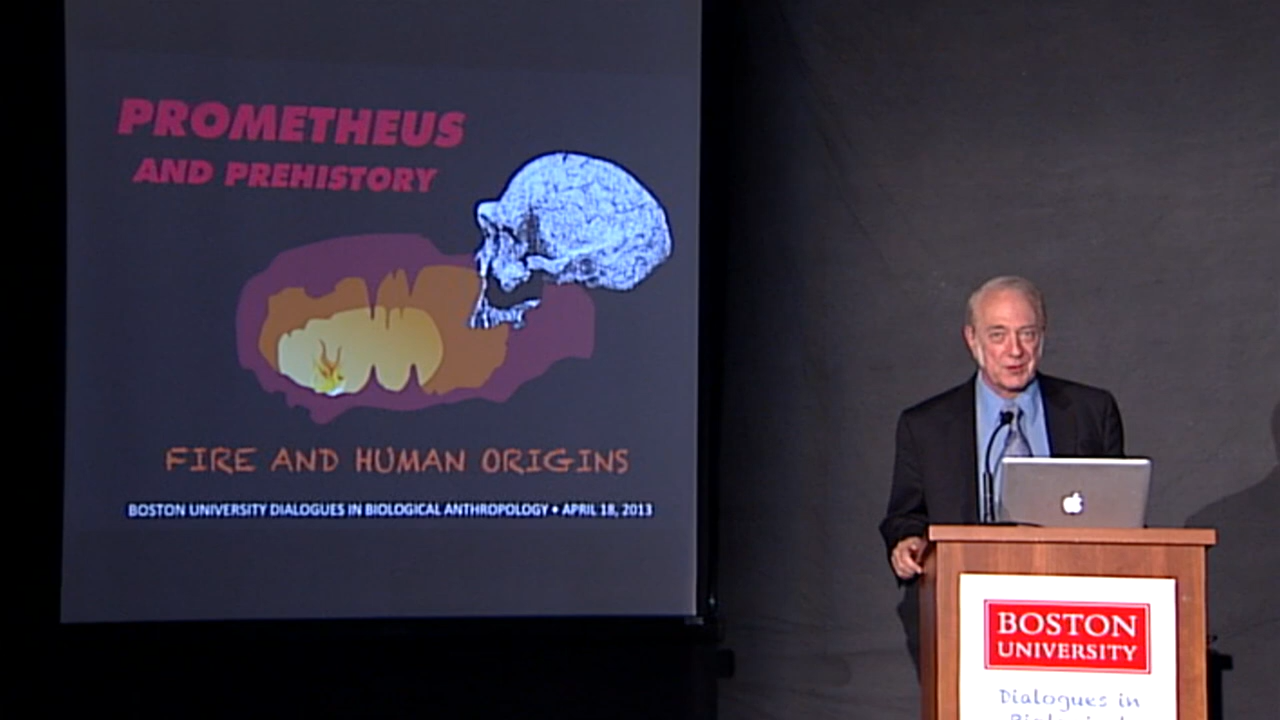 PROMETHEUS
AND PREHISTORY
FIRE AND HUMAN ORIGINS
BOSTON UNIVERSITY DIALOGUES IN BIOLOGICAL ANTHROPOLOGY • APRIL 18, 2013
BOSTON
UNIVERSITY
Dialogues in